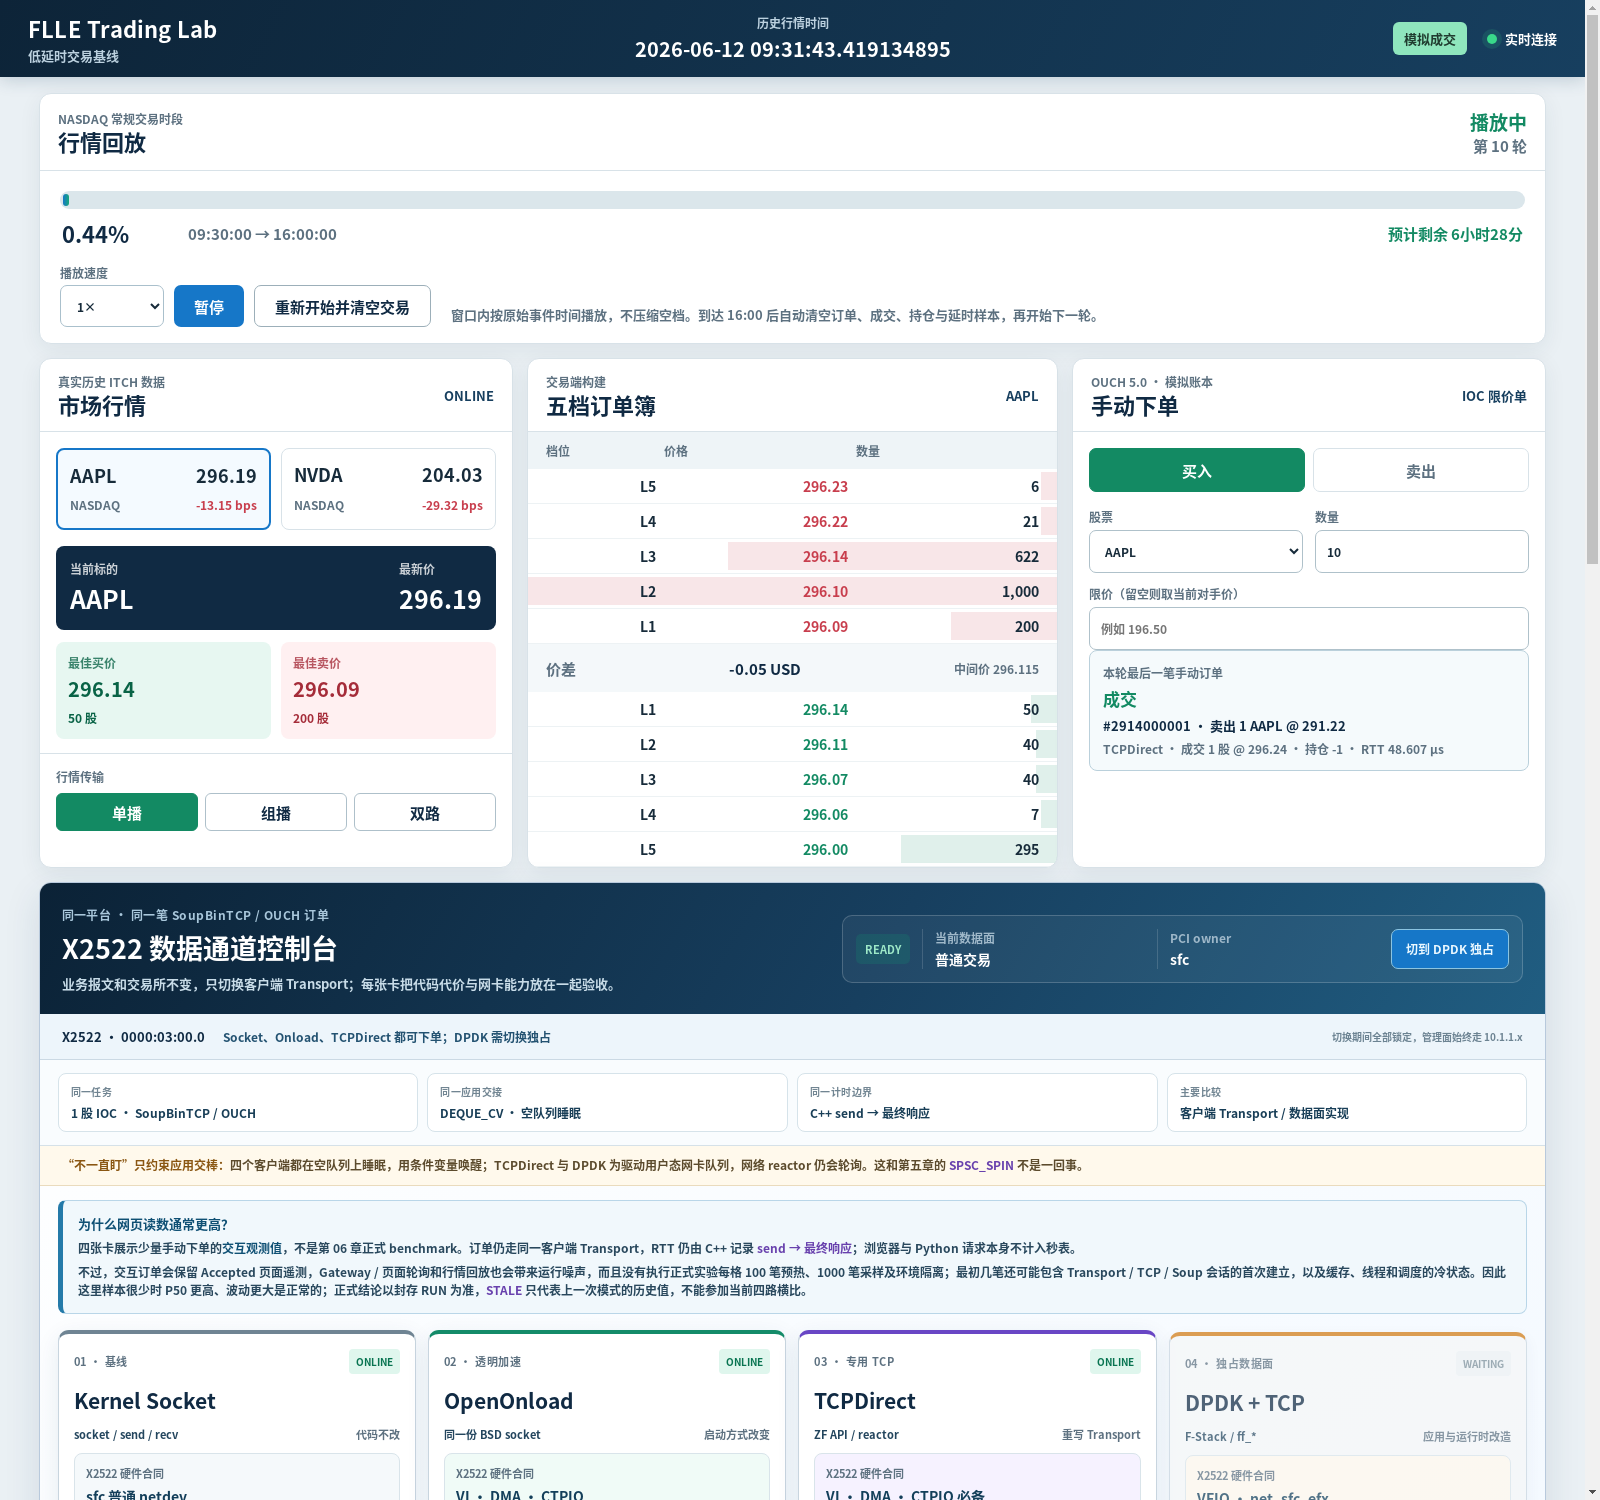 FLLE Trading Lab
低延时交易基线
历史行情时间
2026-06-12 09:31:43.419134895
模拟成交
实时连接
NASDAQ 常规交易时段
行情回放
播放中
第 10 轮
0.44%
09:30:00 → 16:00:00
预计剩余 6小时28分
播放速度
1×
暂停
重新开始并清空交易
窗口内按原始事件时间播放，不压缩空档。到达 16:00 后自动清空订单、成交、持仓与延时样本，再开始下一轮。
真实历史 ITCH 数据
市场行情
ONLINE
AAPL 296.19
NASDAQ -13.15 bps
NVDA 204.03
NASDAQ -29.32 bps
当前标的 最新价
AAPL 296.19
最佳买价
296.14
50 股
最佳卖价
296.09
200 股
行情传输
单播 组播 双路
交易端构建
五档订单簿
AAPL
档位 价格 数量
L5 296.23 6
L4 296.22 21
L3 296.14 622
L2 296.10 1,000
L1 296.09 200
价差 -0.05 USD 中间价 296.115
L1 296.14 50
L2 296.11 40
L3 296.07 40
L4 296.06 7
L5 296.00 295
OUCH 5.0 · 模拟账本
手动下单
IOC 限价单
买入 卖出
股票 数量
AAPL 10
限价（留空则取当前对手价）
例如 196.50
本轮最后一笔手动订单
成交
#2914000001 · 卖出 1 AAPL @ 291.22
TCPDirect · 成交 1 股 @ 296.24 · 持仓 -1 · RTT 48.607 μs
同一平台 · 同一笔 SoupBinTCP / OUCH 订单
X2522 数据通道控制台
业务报文和交易所不变，只切换客户端 Transport；每张卡把代码代价与网卡能力放在一起验收。
READY
当前数据面
普通交易
PCI owner
sfc
切到 DPDK 独占
X2522 · 0000:03:00.0 Socket、Onload、TCPDirect 都可下单；DPDK 需切换独占
切换期间全部锁定，管理面始终走 10.1.1.x
同一任务
1 股 IOC · SoupBinTCP / OUCH
同一应用交接
DEQUE_CV · 空队列睡眠
同一计时边界
C++ send → 最终响应
主要比较
客户端 Transport / 数据面实现
“不一直盯”只约束应用交棒：四个客户端都在空队列上睡眠，用条件变量唤醒；TCPDirect 与 DPDK 为驱动用户态网卡队列，网络 reactor 仍会轮询。这和第五章的 SPSC_SPIN 不是一回事。
为什么网页读数通常更高？
四张卡展示少量手动下单的交互观测值，不是第 06 章正式 benchmark。订单仍走同一客户端 Transport，RTT 仍由 C++ 记录 send → 最终响应；浏览器与 Python 请求本身不计入秒表。
不过，交互订单会保留 Accepted 页面遥测，Gateway / 页面轮询和行情回放也会带来运行噪声，而且没有执行正式实验每格 100 笔预热、1000 笔采样及环境隔离；最初几笔还可能包含 Transport / TCP / Soup 会话的首次建立，以及缓存、线程和调度的冷状态。因此
这里样本很少时 P50 更高、波动更大是正常的；正式结论以封存 RUN 为准，STALE 只代表上一次模式的历史值，不能参加当前四路横比。
01 · 基线
ONLINE
Kernel Socket
socket / send / recv 代码不改
X2522 硬件合同
sfc 普通 netdev
02 · 透明加速
ONLINE
OpenOnload
同一份 BSD socket 启动方式改变
X2522 硬件合同
VI · DMA · CTPIO
03 · 专用 TCP
ONLINE
TCPDirect
ZF API / reactor 重写 Transport
X2522 硬件合同
VI · DMA · CTPIO 必备
04 · 独占数据面
WAITING
DPDK + TCP
F-Stack / ff_* 应用与运行时改造
X2522 硬件合同
VFIO · net_sfc_efx